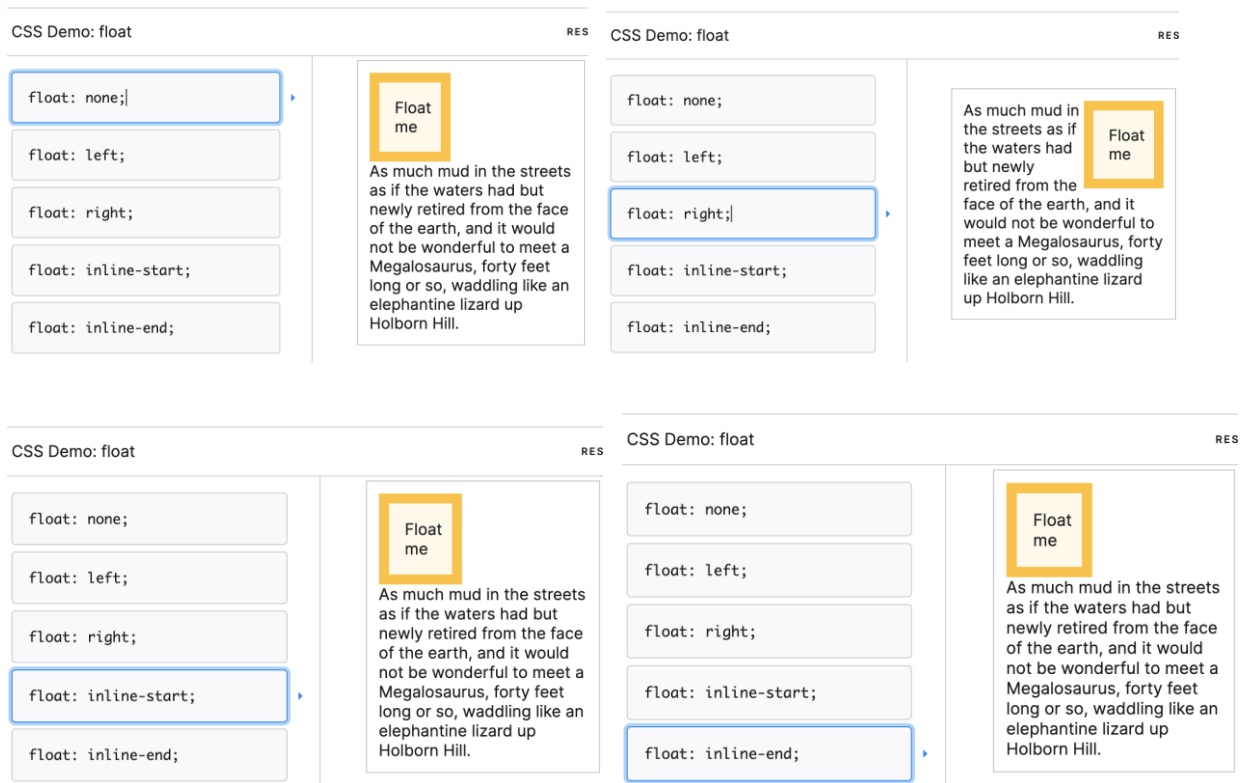 CSS Demo: float
RES
float: none;
float: left;
float: right;
float: inline-start;
float: inline-end;
Float
me
As much mud in the streets
as if the waters had but
newly retired from the face
of the earth, and it would
not be wonderful to meet a
Megalosaurus, forty feet
long or so, waddling like an
elephantine lizard up
Holborn Hill.
CSS Demo: float
RES
float: none;
float: left;
float: right;
float: inline-start;
float: inline-end;
As much mud in
the streets as if
the waters had
but newly
retired from the
face of the earth, and it
would not be wonderful to
meet a Megalosaurus, forty
feet long or so, waddling
like an elephantine lizard
up Holborn Hill.
Float
me
CSS Demo: float
RES
float: none;
float: left;
float: right;
float: inline-start;
float: inline-end;
Float
me
As much mud in the streets
as if the waters had but
newly retired from the face
of the earth, and it would
not be wonderful to meet a
Megalosaurus, forty feet
long or so, waddling like an
elephantine lizard up
Holborn Hill.
CSS Demo: float
RES
float: none;
float: left;
float: right;
float: inline-start;
float: inline-end;
Float
me
As much mud in the streets
as if the waters had but
newly retired from the face
of the earth, and it would
not be wonderful to meet a
Megalosaurus, forty feet
long or so, waddling like an
elephantine lizard up
Holborn Hill.